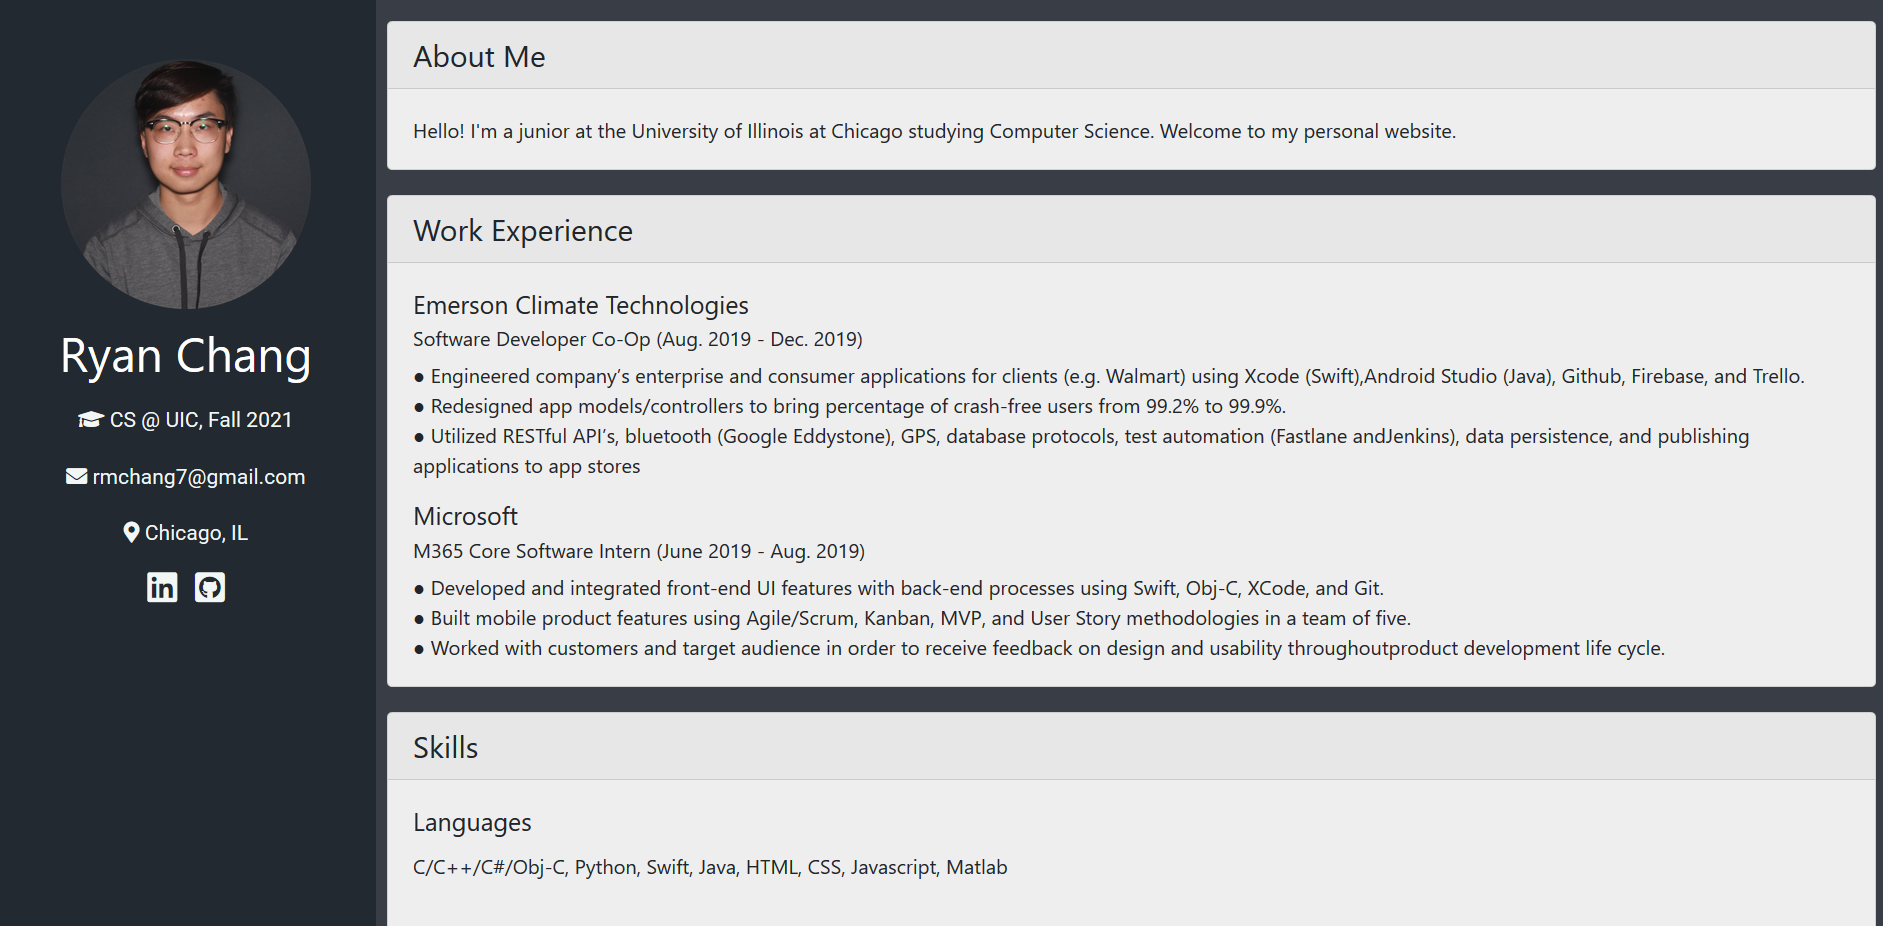 Ryan Chang
CS @ UIC, Fall 2021
rmchang7@gmail.com
Chicago, IL
in
About Me
Hello! I'm a junior at the University of Illinois at Chicago studying Computer Science. Welcome to my personal website.
Work Experience
Emerson Climate Technologies
Software Developer Co-Op (Aug. 2019 - Dec. 2019)
● Engineered company’s enterprise and consumer applications for clients (e.g. Walmart) using Xcode (Swift),Android Studio (Java), Github, Firebase, and Trello.
● Redesigned app models/controllers to bring percentage of crash-free users from 99.2% to 99.9%.
● Utilized RESTful API’s, bluetooth (Google Eddystone), GPS, database protocols, test automation (Fastlane andJenkins), data persistence, and publishing
applications to app stores
Microsoft
M365 Core Software Intern (June 2019 - Aug. 2019)
● Developed and integrated front-end UI features with back-end processes using Swift, Obj-C, XCode, and Git.
● Built mobile product features using Agile/Scrum, Kanban, MVP, and User Story methodologies in a team of five.
● Worked with customers and target audience in order to receive feedback on design and usability throughoutproduct development life cycle.
Skills
Languages
C/C++/C#/Obj-C, Python, Swift, Java, HTML, CSS, Javascript, Matlab